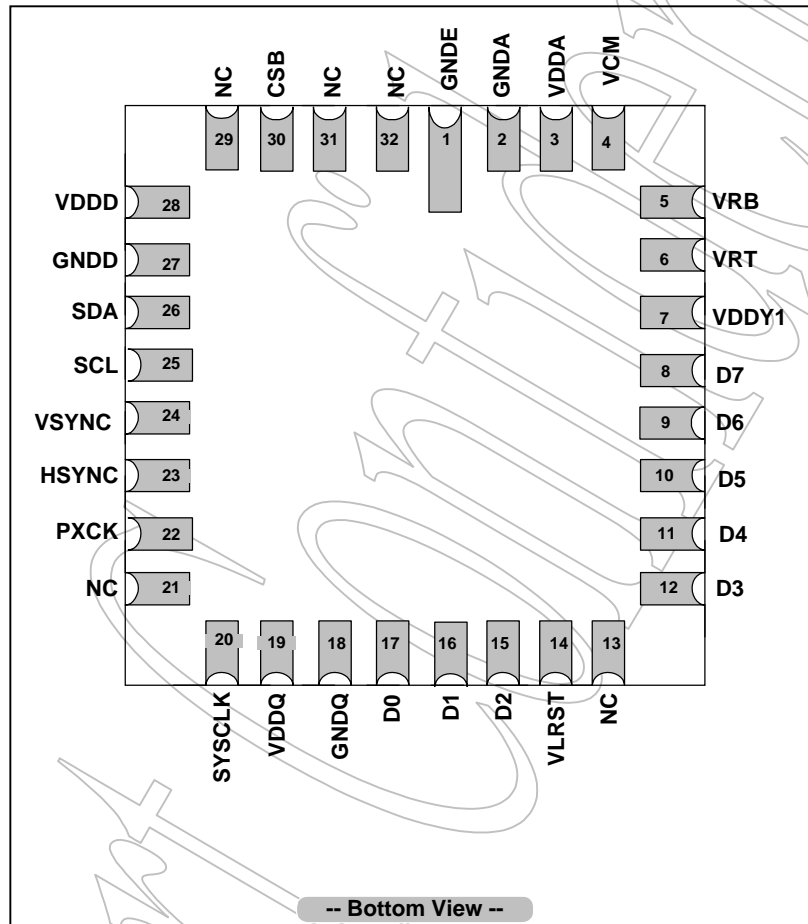 NC CSB NC NC GNDE GNDA VDDA VCM
29 30 31 32 1 2 3 4
VDDD 28 5 VRB
GNDD 27 6 VRT
SDA 26 7 VDDY1
SCL 25 8 D7
VSYNC 24 9 D6
HSYNC 23 10 D5
PXCK 22 11 D4
NC 21 12 D3
20 19 18 17 16 15 14 13
SYSCLK VDDQ GNDQ D0 D1 D2 VLRST NC
-- Bottom View --